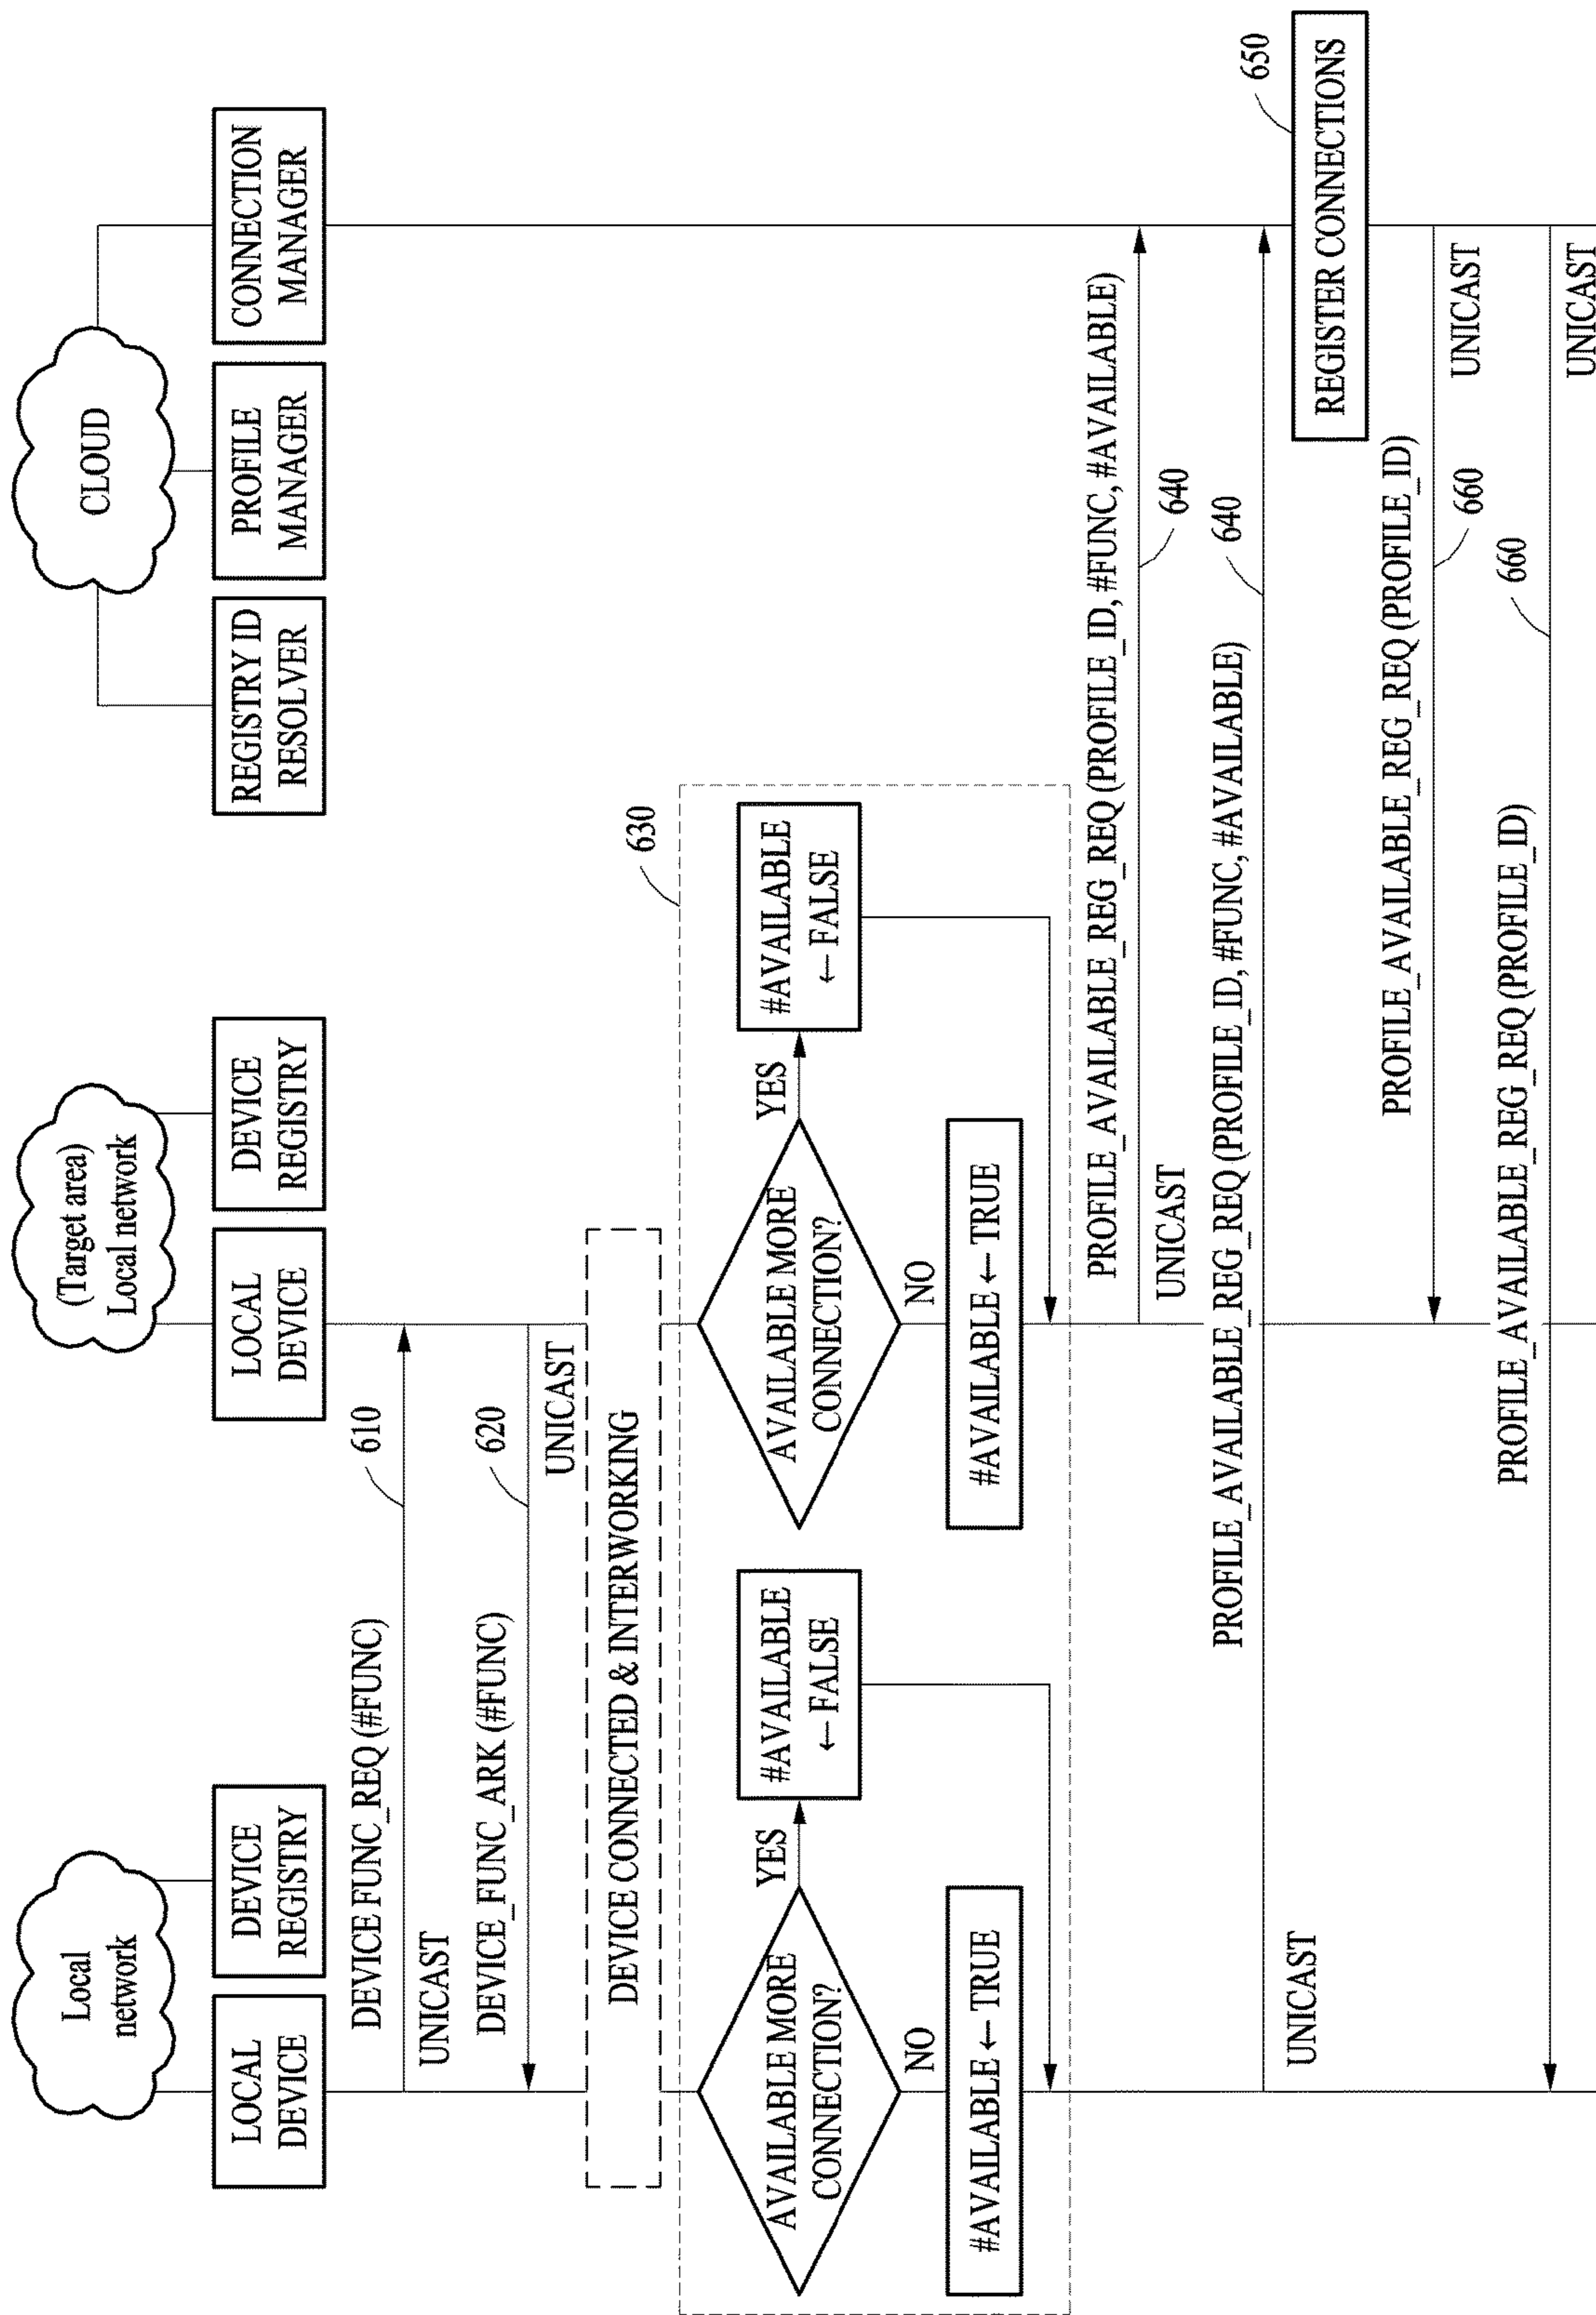 Local
network
(Target area)
Local network
CLOUD
LOCAL
DEVICE
DEVICE
REGISTRY
LOCAL
DEVICE
DEVICE
REGISTRY
REGISTRY ID
RESOLVER
PROFILE
MANAGER
CONNECTION
MANAGER
DEVICE FUNC_REQ (#FUNC)
610
UNICAST
DEVICE_FUNC_ARK (#FUNC)
620
UNICAST
DEVICE CONNECTED & INTERWORKING
630
AVAILABLE MORE
CONNECTION?
YES
#AVAILABLE
← FALSE
NO
#AVAILABLE ← TRUE
AVAILABLE MORE
CONNECTION?
YES
#AVAILABLE
← FALSE
NO
#AVAILABLE ← TRUE
PROFILE_AVAILABLE_REG_REQ (PROFILE_ID, #FUNC, #AVAILABLE)
UNICAST
640
PROFILE_AVAILABLE_REG_REQ (PROFILE_ID, #FUNC, #AVAILABLE)
640
UNICAST
650
REGISTER CONNECTIONS
PROFILE_AVAILABLE_REG_REQ (PROFILE_ID)
660
UNICAST
PROFILE_AVAILABLE_REG_REQ (PROFILE_ID)
660
UNICAST